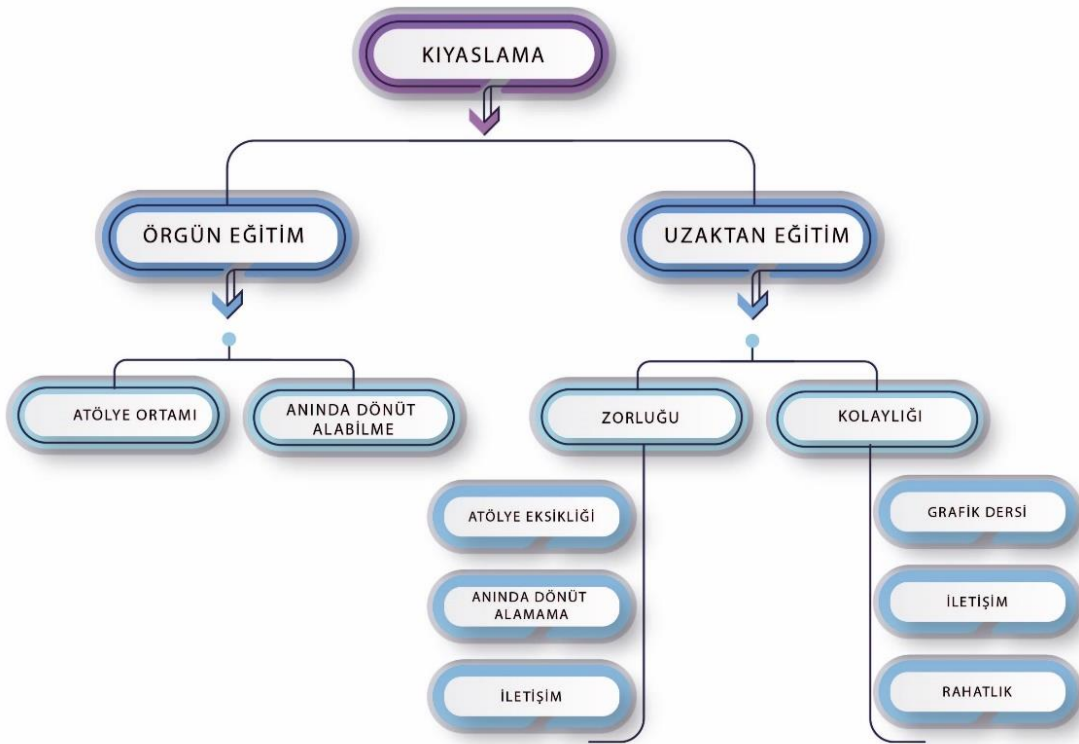 KIYASLAMA
ÖRGÜN EĞİTİM
UZAKTAN EĞİTİM
ATÖLYE ORTAMI
ANINDA DÖNÜT
ALABİLME
ZORLUĞU
KOLAYLIĞI
ATÖLYE EKSİKLİĞİ
ANINDA DÖNÜT
ALAMAMA
İLETİŞİM
GRAFİK DERSİ
İLETİŞİM
RAHATLIK